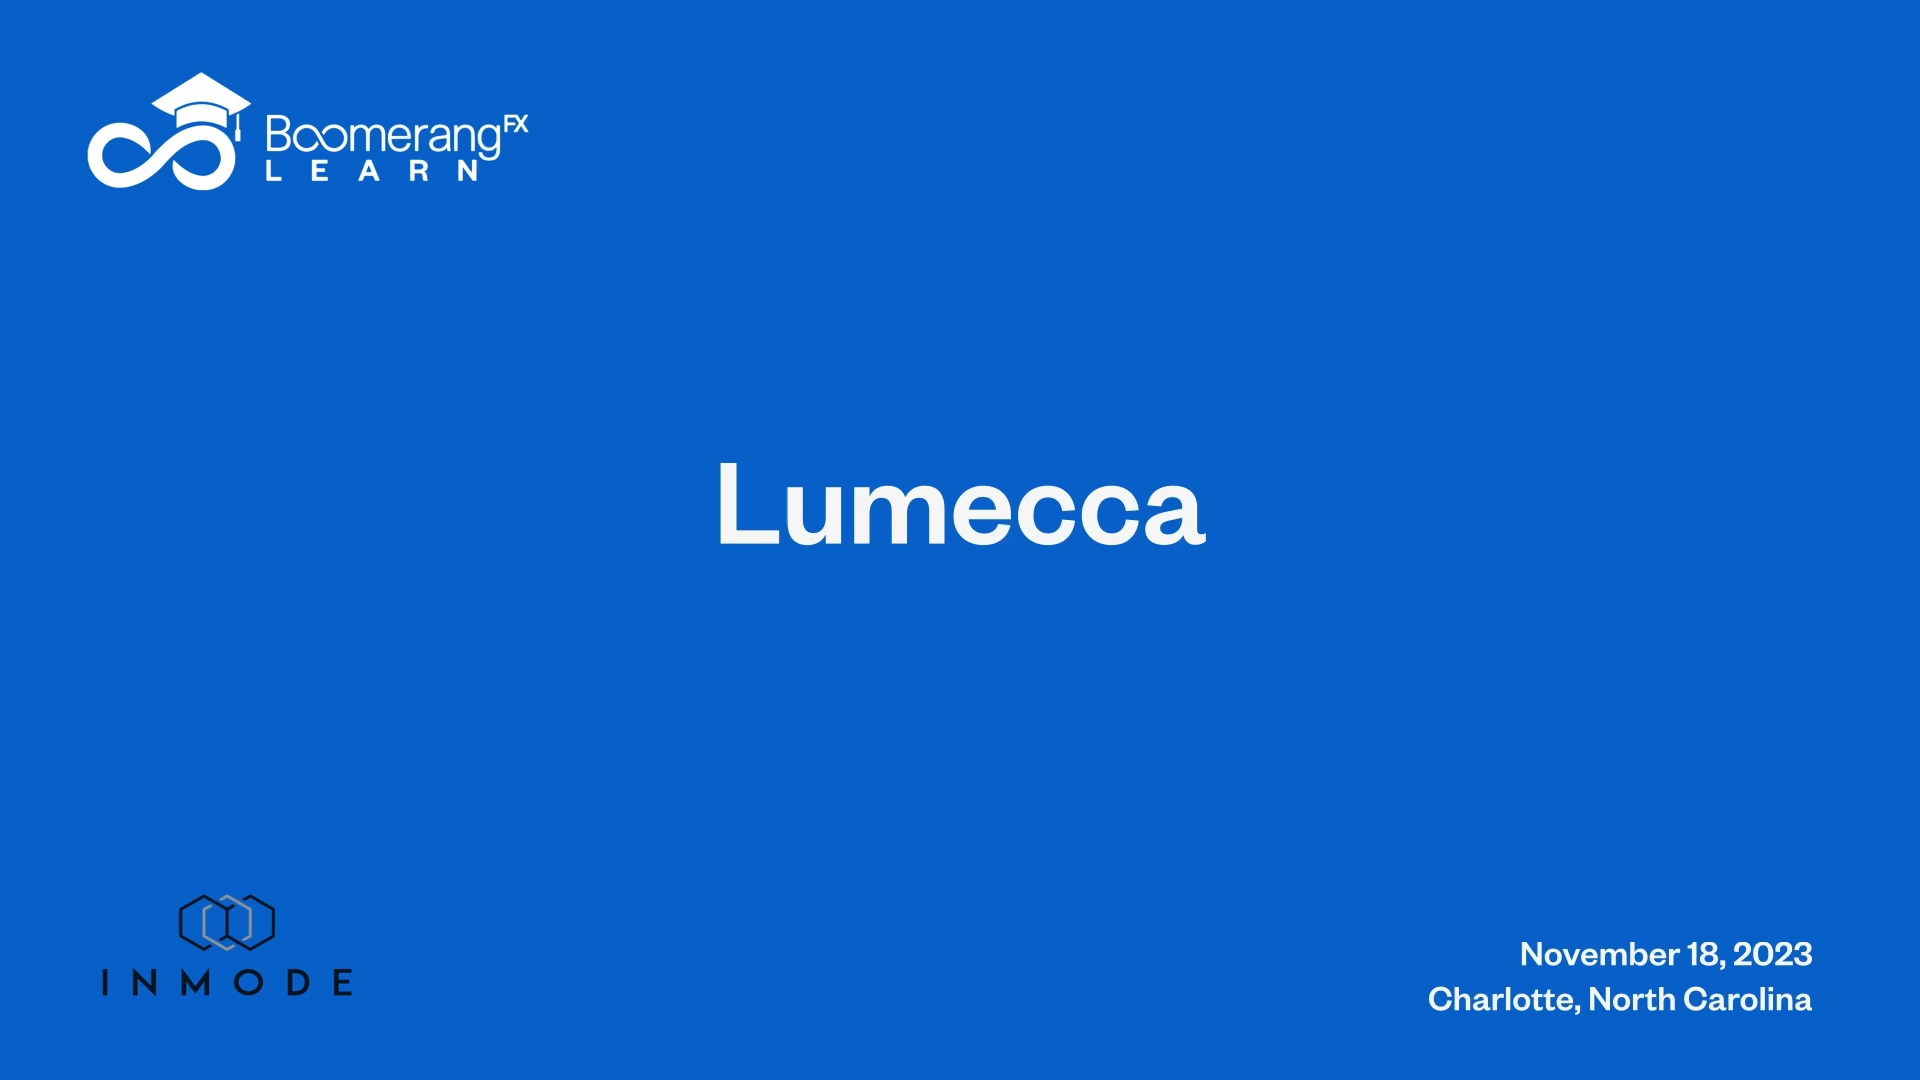 Boomerang FX
LEARN
Lumecca
INMODE
November 18, 2023
Charlotte, North Carolina